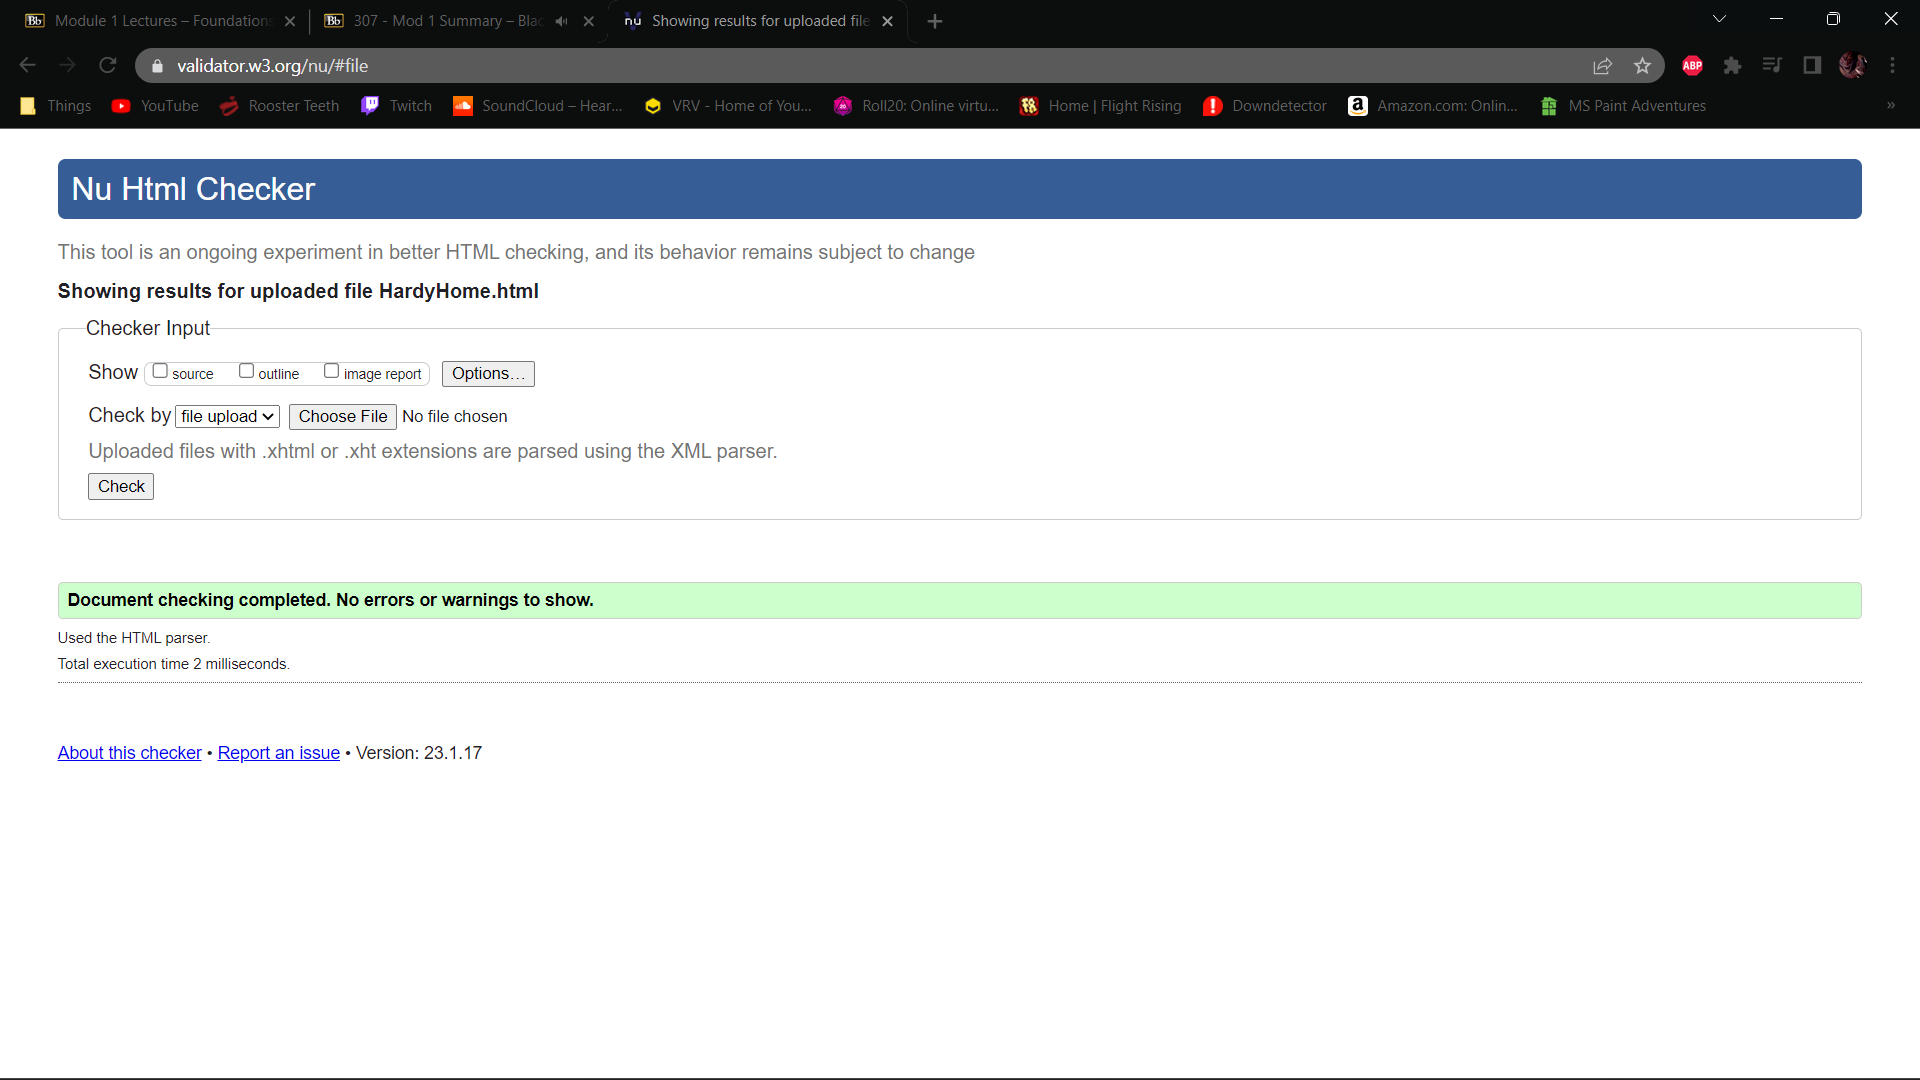 Bb Module 1 Lectures – Foundations
Bb 307 - Mod 1 Summary – Blac
nu Showing results for uploaded file
validator.w3.org/nu/#file
ABP
Things
YouTube
Rooster Teeth
Twitch
SoundCloud – Hear...
VRV - Home of You...
Roll20: Online virtu...
Home | Flight Rising
Downdetector
a Amazon.com: Onlin...
MS Paint Adventures
»
Nu Html Checker
This tool is an ongoing experiment in better HTML checking, and its behavior remains subject to change
Showing results for uploaded file HardyHome.html
Checker Input
Show source outline image report Options...
Check by file upload Choose File No file chosen
Uploaded files with .xhtml or .xht extensions are parsed using the XML parser.
Check
Document checking completed. No errors or warnings to show.
Used the HTML parser.
Total execution time 2 milliseconds.
About this checker • Report an issue • Version: 23.1.17